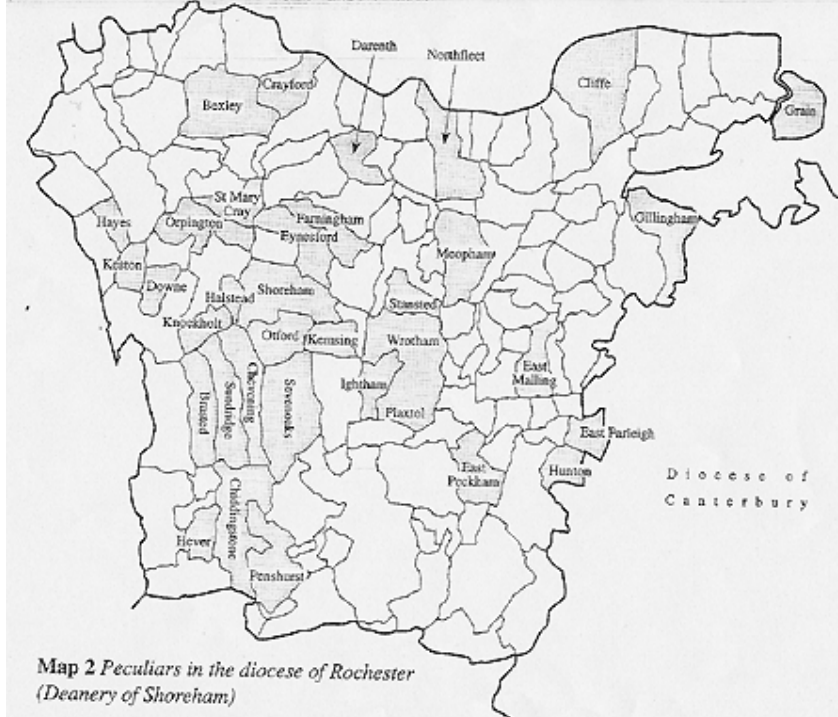 Darenth
Northfleet
Crayford
Cliffe
Bexley
Grain
St Mary
Cray
Hayes
Orpington
Farningham
Eynesford
Gillingham
Keston
Meopham
Downe
Halstead
Shoreham
Stansted
Knockholt
Otford
Kemsing
Wrotham
Brasted
Sundridge
Chevening
Sevenoaks
Ightham
East
Malling
Plaxtol
East Farleigh
East
Peckham
Hunton
Diocese of
Canterbury
Chiddingstone
Hever
Penshurst
Map 2 Peculiars in the diocese of Rochester
(Deanery of Shoreham)